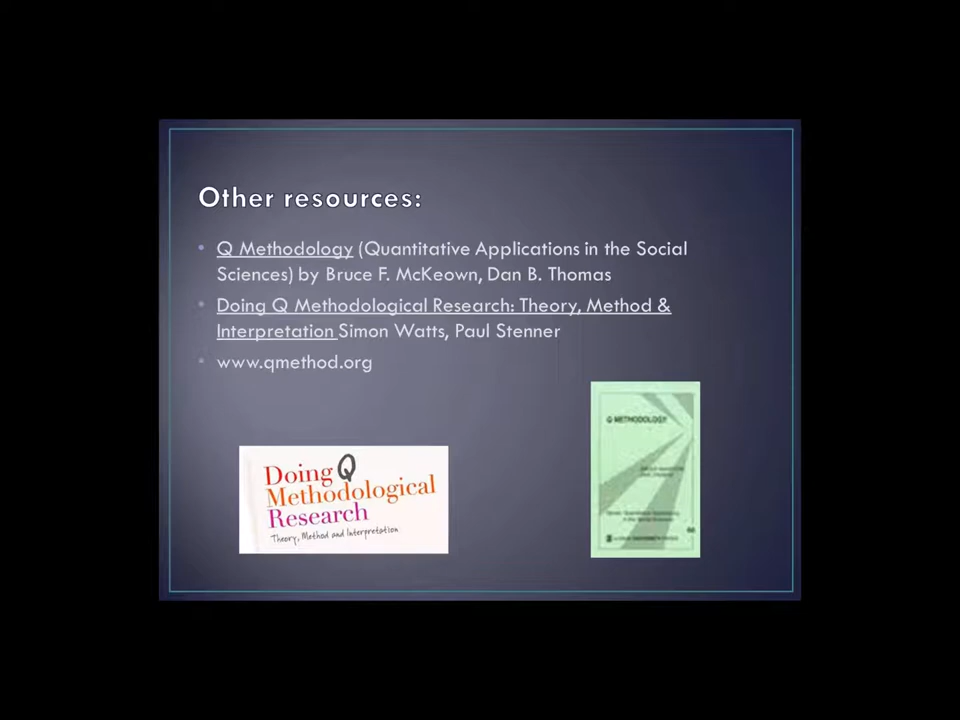 Other resources:
• Q Methodology (Quantitative Applications in the Social
Sciences) by Bruce F. McKeown, Dan B. Thomas
• Doing Q Methodological Research: Theory, Method &
Interpretation Simon Watts, Paul Stenner
• www.qmethod.org
Doing Q
Methodological
Research
Theory, Method and Interpretation
Q METHODOLOGY